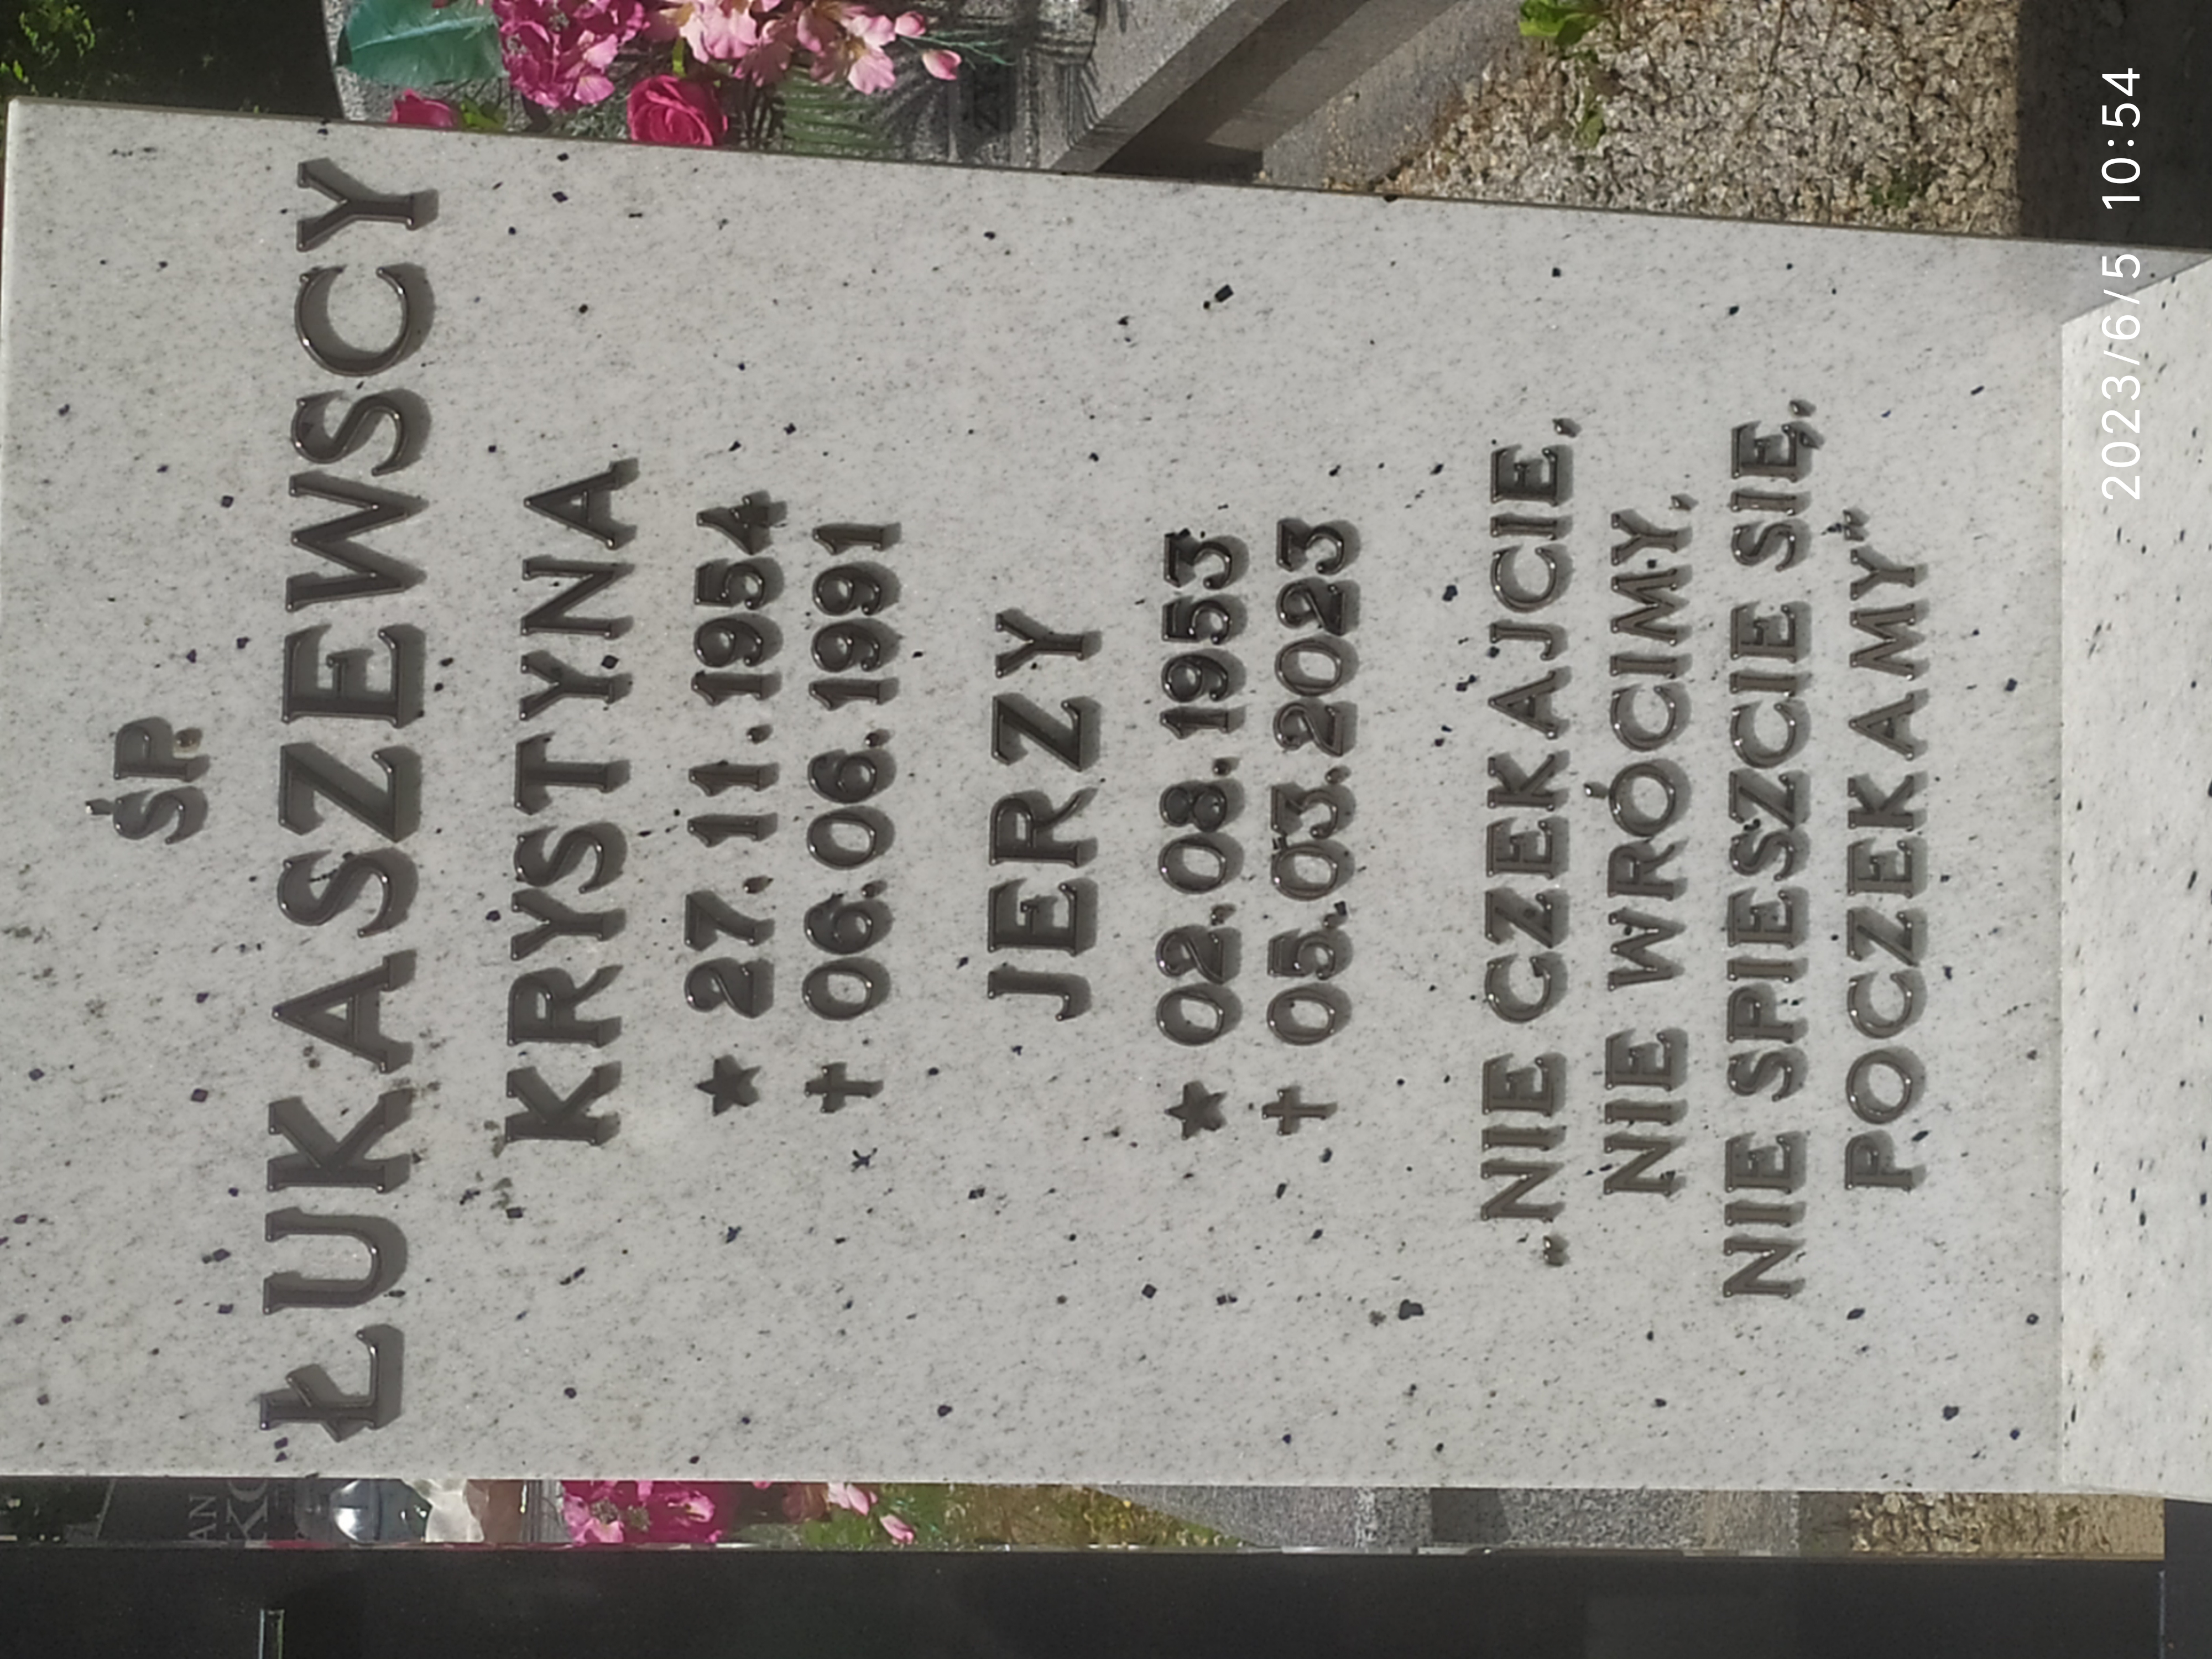 ŚP.
ŁUKASZEWSCY
KRYSTYNA
★ 27.11.1954
✝ 06.06.1991
JERZY
★ 02.08.1953
✝ 05.03.2023
„NIE CZEKAJCIE,
NIE WRÓCIMY,
NIE SPIESZCIE SIĘ,
POCZEKAMY"
2023/6/5 10:54